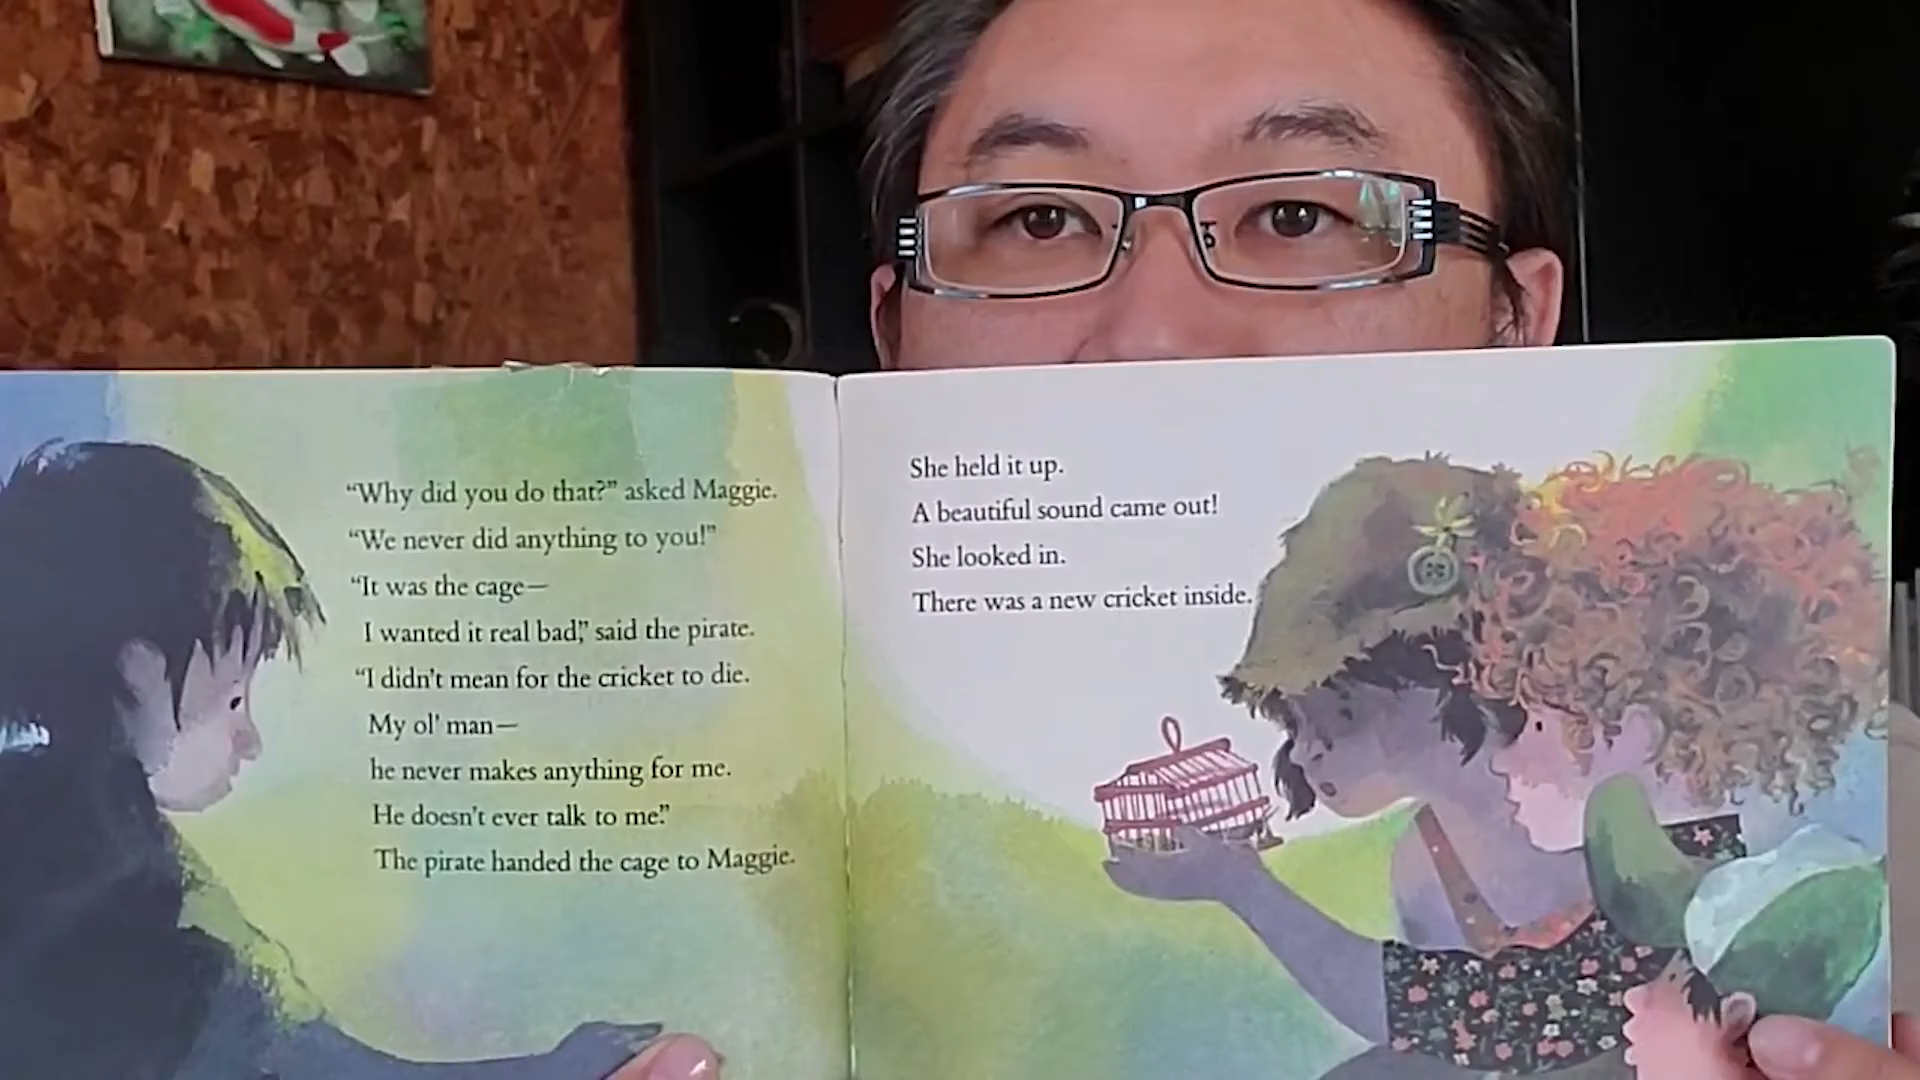 “Why did you do that?” asked Maggie.
“We never did anything to you!”
“It was the cage—
I wanted it real bad,” said the pirate.
“I didn't mean for the cricket to die.
My ol' man—
he never makes anything for me.
He doesn't ever talk to me.”
The pirate handed the cage to Maggie.
She held it up.
A beautiful sound came out!
She looked in.
There was a new cricket inside.